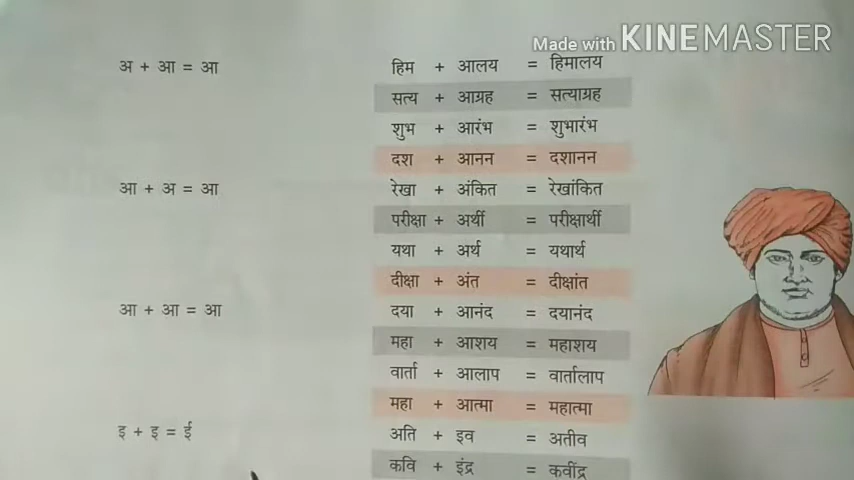 Made with KINEMASTER
अ + आ = आ हिम + आलय = हिमालय
सत्य + आग्रह = सत्याग्रह
शुभ + आरंभ = शुभारंभ
दश + आनन = दशानन
आ + अ = आ रेखा + अंकित = रेखांकित
परीक्षा + अर्थी = परीक्षार्थी
यथा + अर्थ = यथार्थ
दीक्षा + अंत = दीक्षांत
आ + आ = आ दया + आनंद = दयानंद
महा + आशय = महाशय
वार्ता + आलाप = वार्तालाप
महा + आत्मा = महात्मा
इ + इ = ई अति + इव = अतीव
कवि + इंद्र = कवींद्र